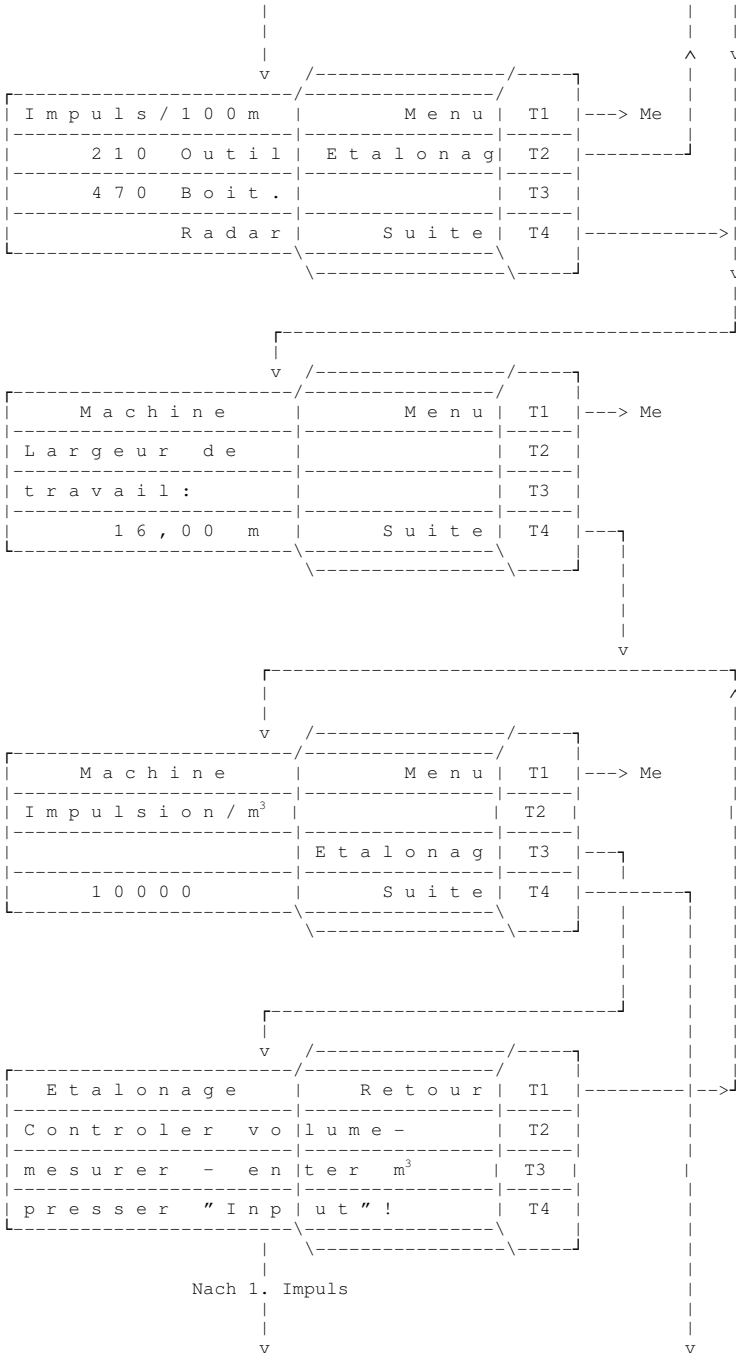 Impuls/100m Menu T1 ---> Me
210 Outil Etalonag T2
470 Boit. T3
Radar Suite T4
Machine Menu T1 ---> Me
Largeur de T2
travail: T3
16,00 m Suite T4
Machine Menu T1 ---> Me
Impulsion/m³ T2
Etalonag T3
10000 Suite T4
Etalonage Retour T1
Controler volume- T2
mesurer - enter m³ T3
presser "Input"! T4
Nach 1. Impuls